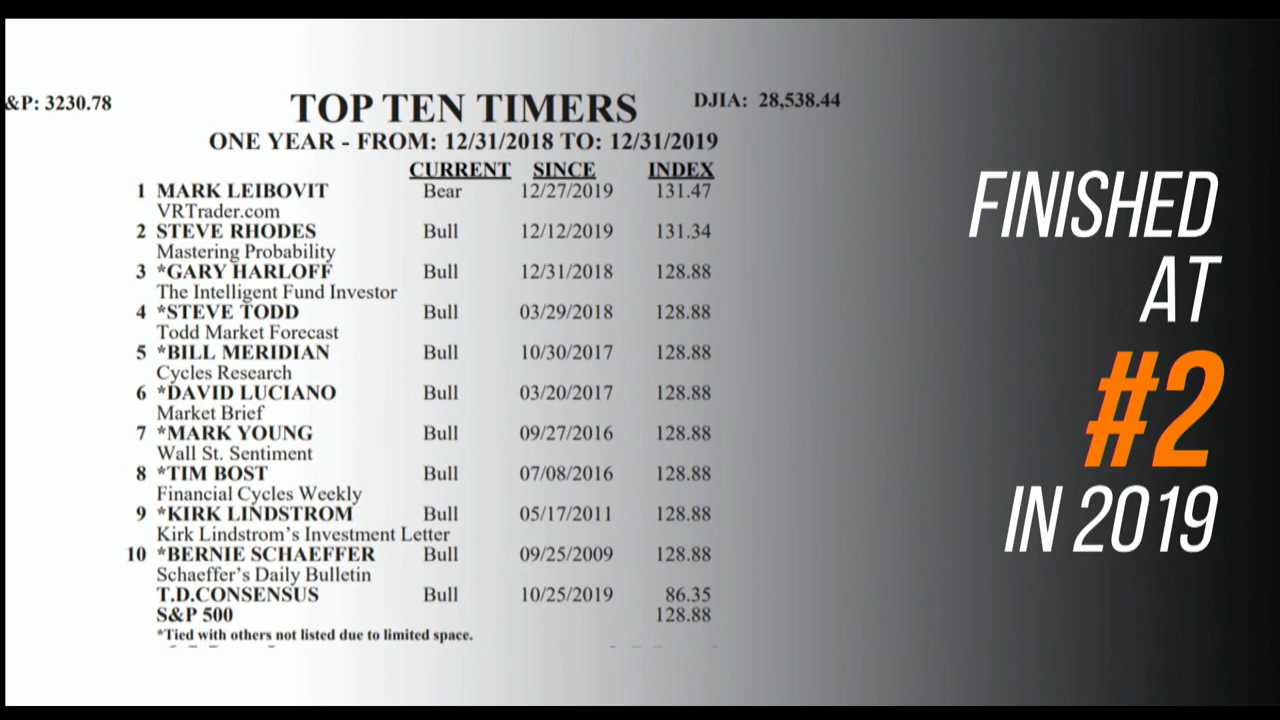 &P: 3230.78
TOP TEN TIMERS
DJIA: 28,538.44
ONE YEAR - FROM: 12/31/2018 TO: 12/31/2019
CURRENT SINCE INDEX
1 MARK LEIBOVIT Bear 12/27/2019 131.47
VRTrader.com
2 STEVE RHODES Bull 12/12/2019 131.34
Mastering Probability
3 *GARY HARLOFF Bull 12/31/2018 128.88
The Intelligent Fund Investor
4 *STEVE TODD Bull 03/29/2018 128.88
Todd Market Forecast
5 *BILL MERIDIAN Bull 10/30/2017 128.88
Cycles Research
6 *DAVID LUCIANO Bull 03/20/2017 128.88
Market Brief
7 *MARK YOUNG Bull 09/27/2016 128.88
Wall St. Sentiment
8 *TIM BOST Bull 07/08/2016 128.88
Financial Cycles Weekly
9 *KIRK LINDSTROM Bull 05/17/2011 128.88
Kirk Lindstrom's Investment Letter
10 *BERNIE SCHAEFFER Bull 09/25/2009 128.88
Schaeffer's Daily Bulletin
T.D.CONSENSUS Bull 10/25/2019 86.35
S&P 500 128.88
*Tied with others not listed due to limited space.
FINISHED
AT
#2
IN 2019